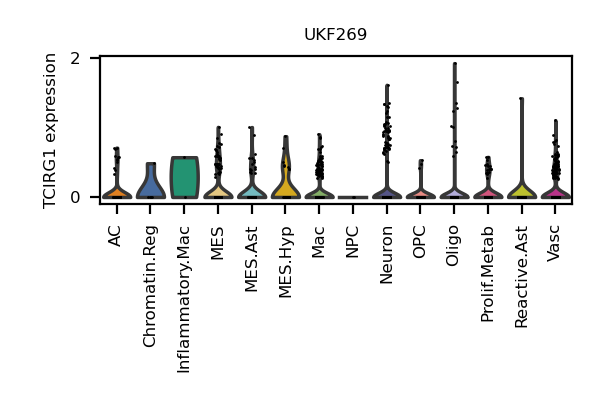 UKF269
TCIRG1 expression
2
0
AC
Chromatin.Reg
Inflammatory.Mac
MES
MES.Ast
MES.Hyp
Mac
NPC
Neuron
OPC
Oligo
Prolif.Metab
Reactive.Ast
Vasc